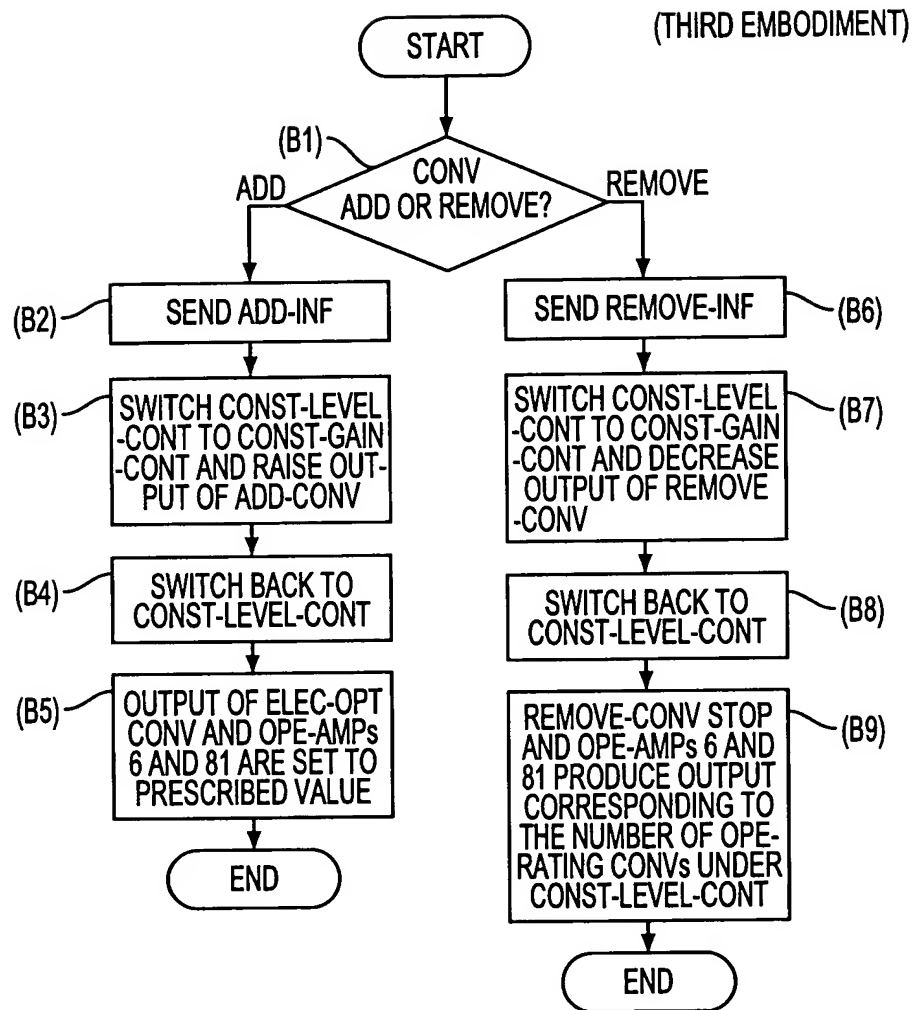 (THIRD EMBODIMENT)
START
(B1)
CONV
ADD OR REMOVE?
ADD
REMOVE
(B2)
SEND ADD-INF
(B3)
SWITCH CONST-LEVEL
-CONT TO CONST-GAIN
-CONT AND RAISE OUT-
PUT OF ADD-CONV
(B4)
SWITCH BACK TO
CONST-LEVEL-CONT
(B5)
OUTPUT OF ELEC-OPT
CONV AND OPE-AMPs
6 AND 81 ARE SET TO
PRESCRIBED VALUE
END
SEND REMOVE-INF
(B6)
SWITCH CONST-LEVEL
-CONT TO CONST-GAIN
-CONT AND DECREASE
OUTPUT OF REMOVE
-CONV
(B7)
SWITCH BACK TO
CONST-LEVEL-CONT
(B8)
REMOVE-CONV STOP
AND OPE-AMPs 6 AND
81 PRODUCE OUTPUT
CORRESPONDING TO
THE NUMBER OF OPE-
RATING CONVs UNDER
CONST-LEVEL-CONT
(B9)
END